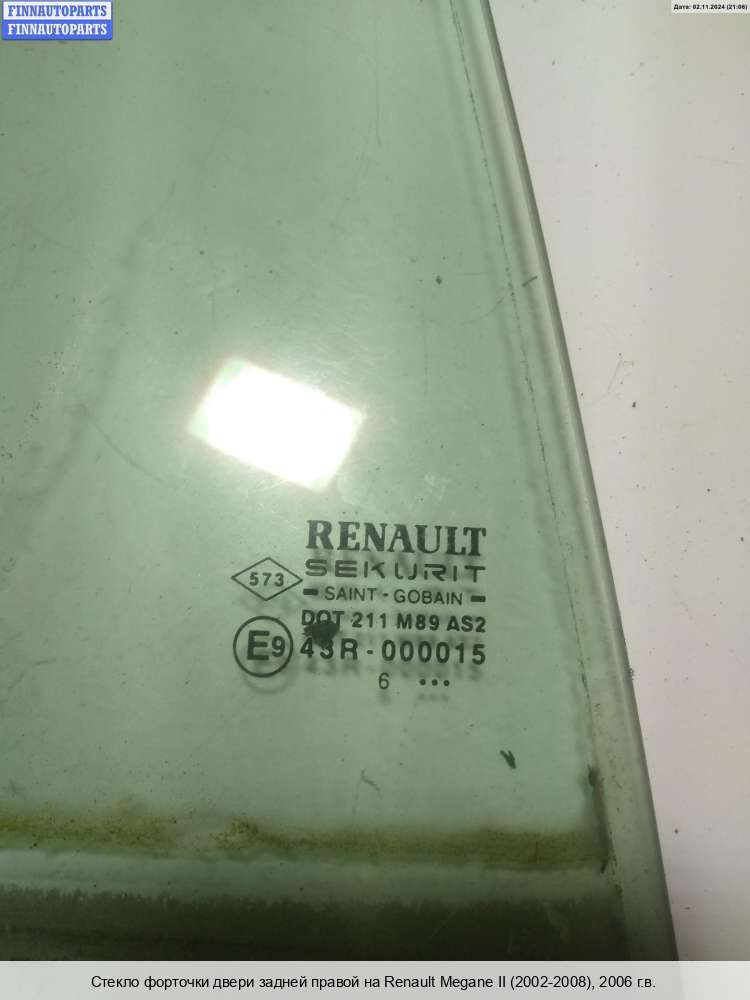 FINNAUTOPARTS
FINNAUTOPARTS
Дата: 02.11.2024 (21:06)
RENAULT
573
SEKURIT
SAINT-GOBAIN
DOT 211 M89 AS2
E9 43R-000015
6 ...
Стекло форточки двери задней правой на Renault Megane II (2002-2008), 2006 г.в.